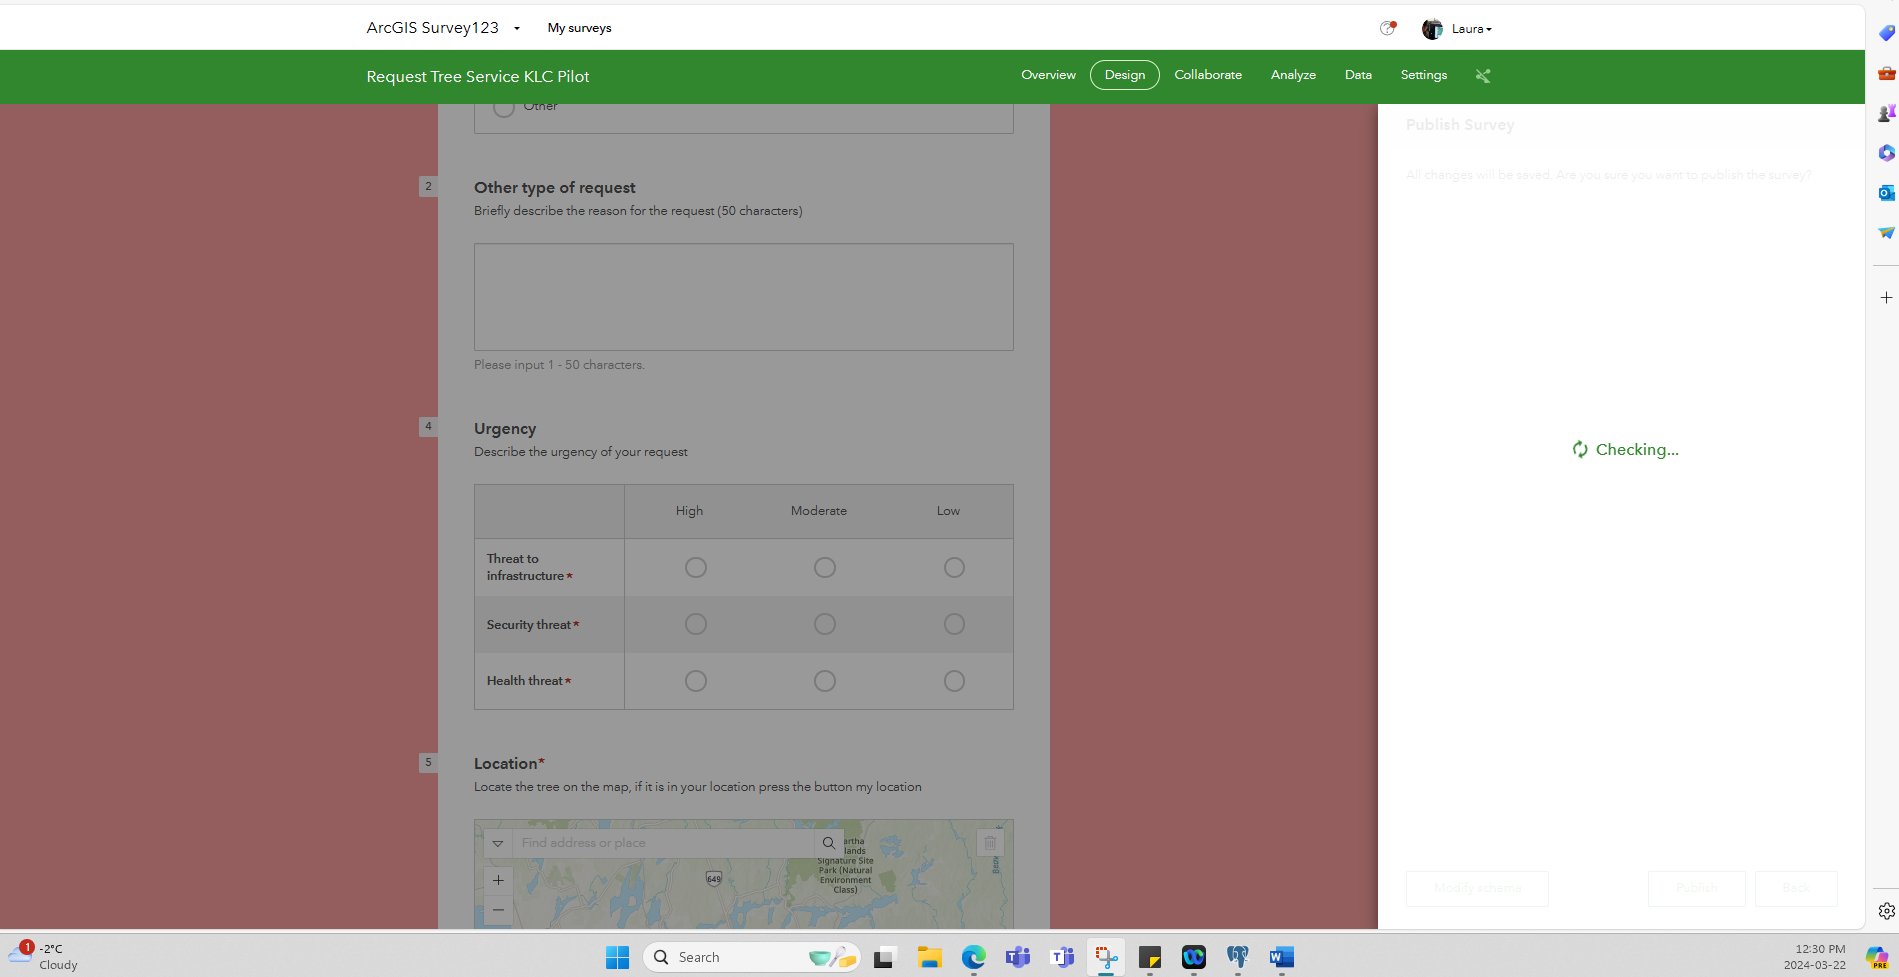 ArcGIS Survey123
My surveys
Laura
Request Tree Service KLC Pilot
Overview
Design
Collaborate
Analyze
Data
Settings
Other
2
Other type of request
Briefly describe the reason for the request (50 characters)
Please input 1 - 50 characters.
4
Urgency
Describe the urgency of your request
High Moderate Low
Threat to
infrastructure*
Security threat*
Health threat*
5
Location*
Locate the tree on the map, if it is in your location press the button my location
Find address or place
artha
lands
Signature Site
Park (Natural
Environment
Class)
649
+
−
Publish Survey
All changes will be saved. Are you sure you want to publish the survey?
Checking...
Modify schema
Publish
Back
1
-2°C
Cloudy
Search
12:30 PM
2024-03-22
PRE